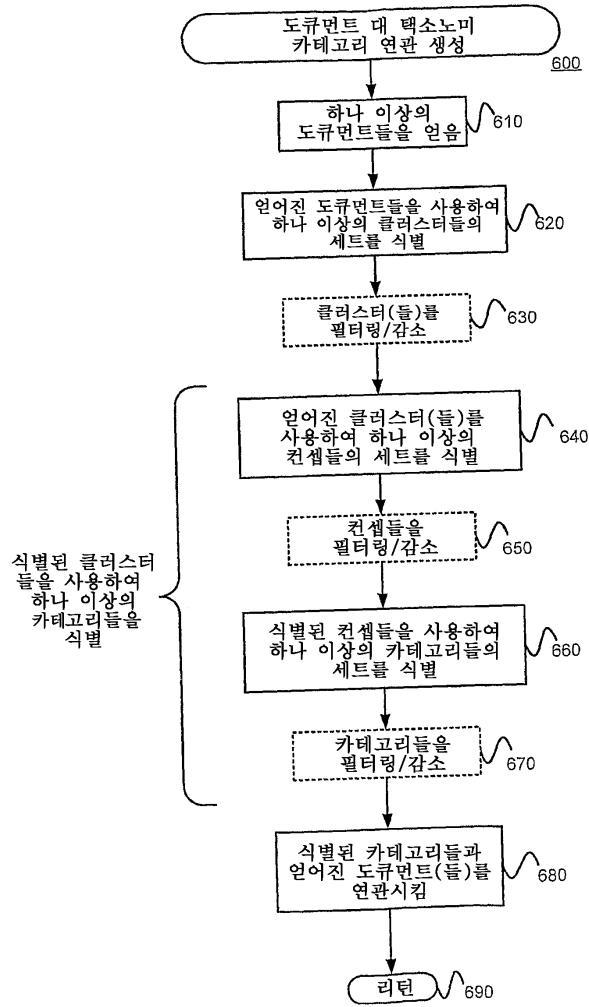 도큐먼트 대 택소노미
카테고리 연관 생성
600
하나 이상의
도큐먼트들을 얻음
610
얻어진 도큐먼트들을 사용하여
하나 이상의 클러스터들의
세트를 식별
620
클러스터(들)를
필터링/감소
630
얻어진 클러스터(들)를
사용하여 하나 이상의
컨셉들의 세트를 식별
640
컨셉들을
필터링/감소
650
식별된 클러스터
들을 사용하여
하나 이상의
카테고리들을
식별
식별된 컨셉들을 사용하여
하나 이상의 카테고리들의
세트를 식별
660
카테고리들을
필터링/감소
670
식별된 카테고리들과
얻어진 도큐먼트(들)를
연관시킴
680
리턴
690